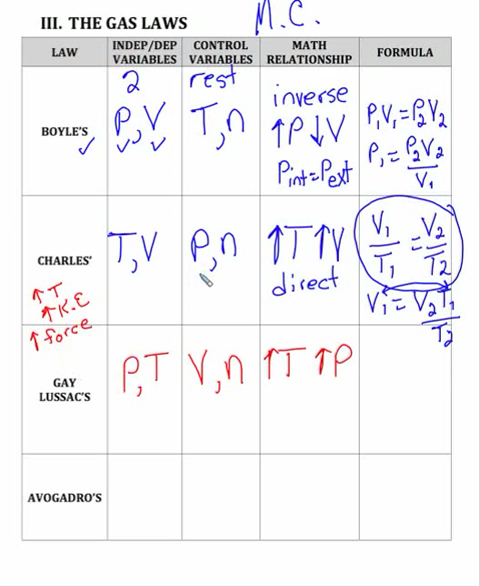 III. THE GAS LAWS
M.C.
LAW
INDEP/DEP VARIABLES
CONTROL VARIABLES
MATH RELATIONSHIP
FORMULA
BOYLE'S
2
P,V
rest
T,n
inverse
↑P↓V
Pint=Pext
P₁V₁=P₂V₂
P₁=P₂V₂/V₁
CHARLES'
↑T
↑K.E
↑force
T,V
P,n
↑T↑V
direct
V₁/T₁=V₂/T₂
V₁=V₂T₁/T₂
GAY
LUSSAC'S
P,T
V,n
↑T↑P
AVOGADRO'S